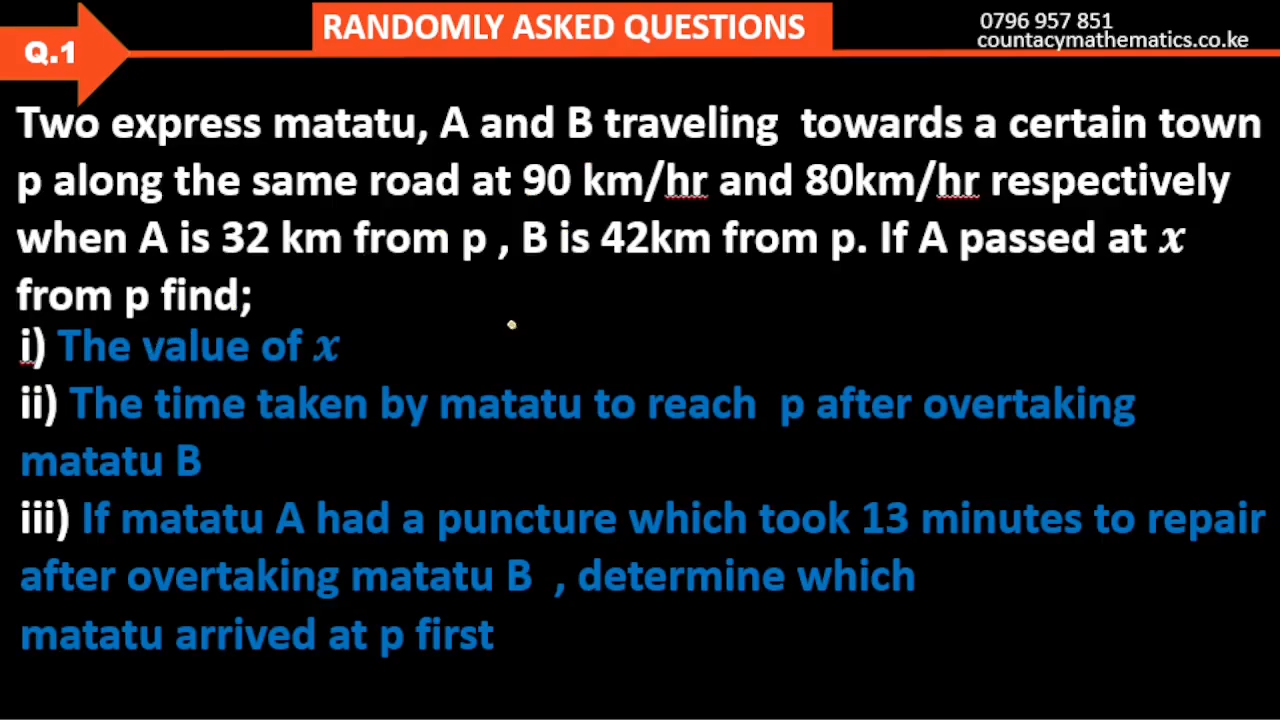 RANDOMLY ASKED QUESTIONS
0796 957 851
countacymathematics.co.ke
Q.1
Two express matatu, A and B traveling towards a certain town
p along the same road at 90 km/hr and 80km/hr respectively
when A is 32 km from p , B is 42km from p. If A passed at x
from p find;
i) The value of x
ii) The time taken by matatu to reach p after overtaking
matatu B
iii) If matatu A had a puncture which took 13 minutes to repair
after overtaking matatu B , determine which
matatu arrived at p first